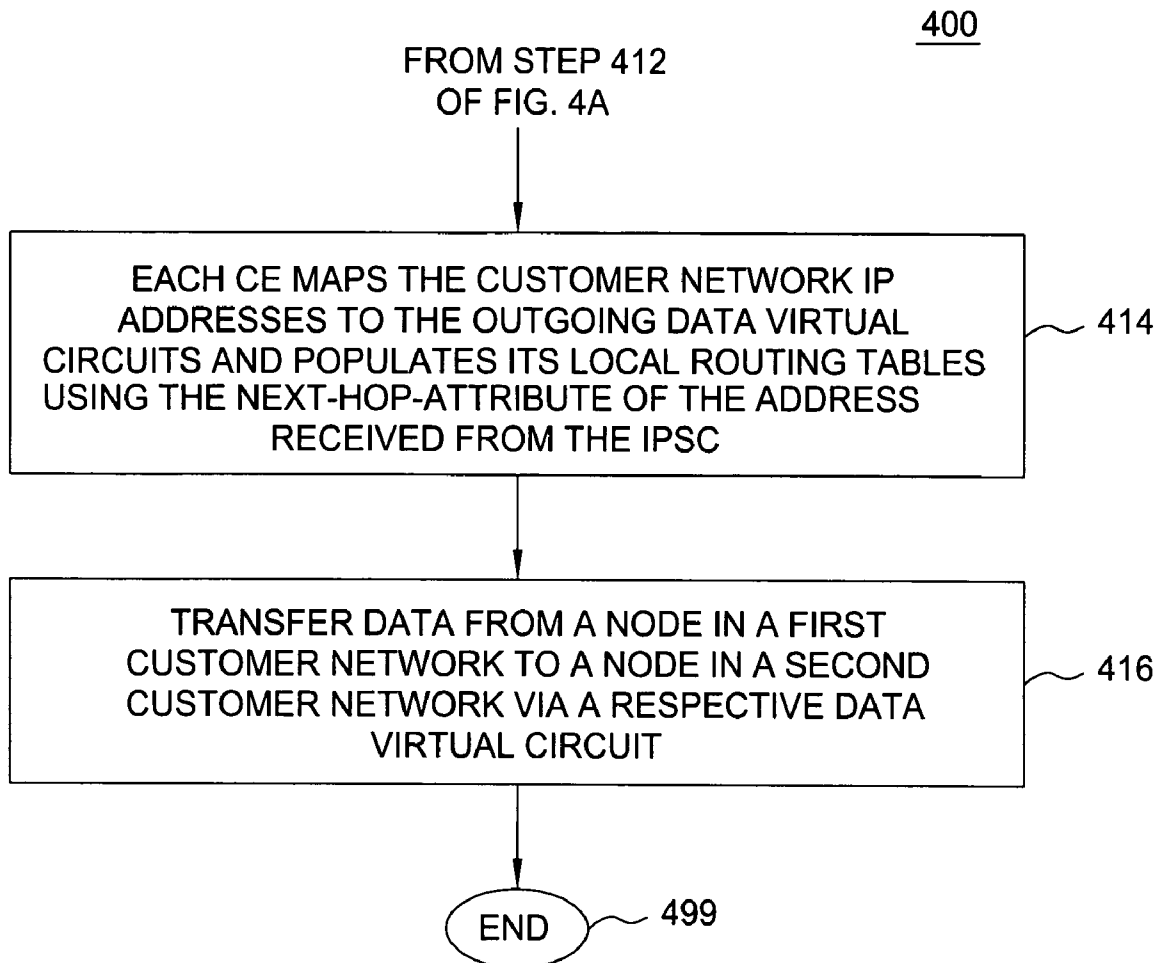 400
FROM STEP 412
OF FIG. 4A
EACH CE MAPS THE CUSTOMER NETWORK IP
ADDRESSES TO THE OUTGOING DATA VIRTUAL
CIRCUITS AND POPULATES ITS LOCAL ROUTING TABLES
USING THE NEXT-HOP-ATTRIBUTE OF THE ADDRESS
RECEIVED FROM THE IPSC
414
TRANSFER DATA FROM A NODE IN A FIRST
CUSTOMER NETWORK TO A NODE IN A SECOND
CUSTOMER NETWORK VIA A RESPECTIVE DATA
VIRTUAL CIRCUIT
416
END
499